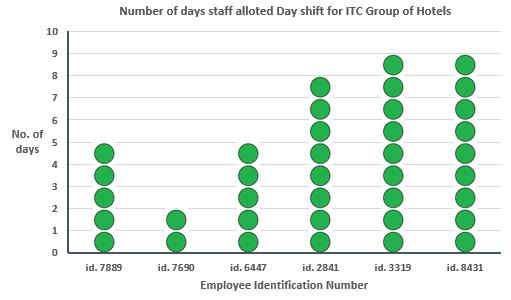 Number of days staff alloted Day shift for ITC Group of Hotels
10
9
8
7
6
5
4
3
2
1
0
No. of
days
id. 7889 id. 7690 id. 6447 id. 2841 id. 3319 id. 8431
Employee Identification Number